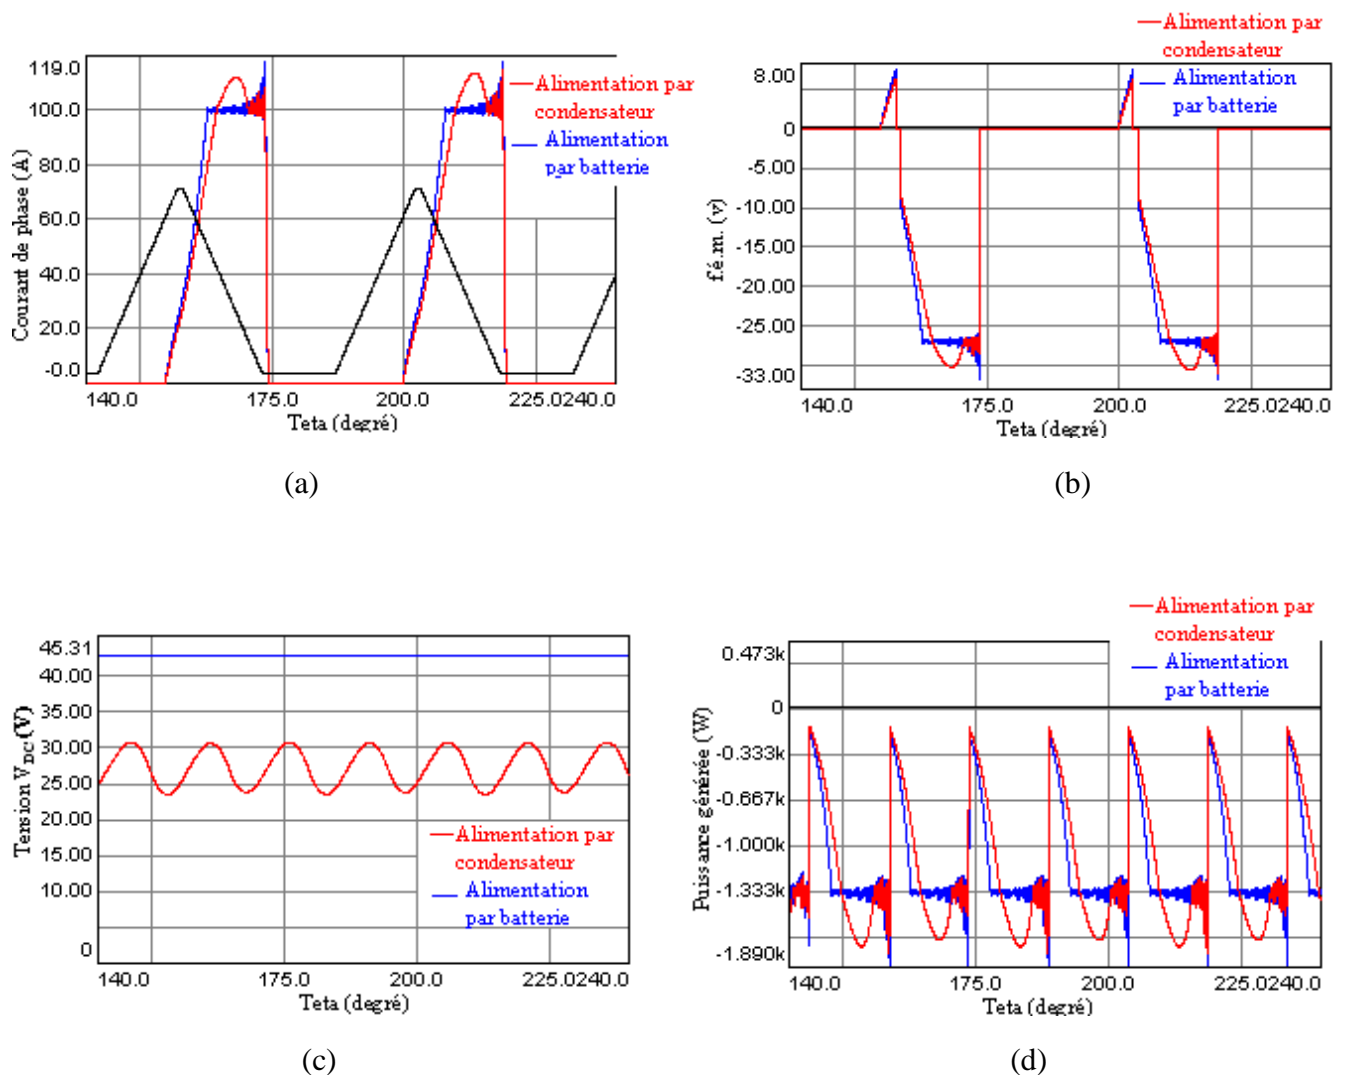 Alimentation par
condensateur
Alimentation
par batterie
119.0
100.0
80.0
60.0
40.0
20.0
-0.0
Courant de phase (A)
140.0 175.0 200.0 225.0240.0
Teta (degré)
(a)
Alimentation par
condensateur
Alimentation
par batterie
8.00
0
-5.00
-10.00
-15.00
-20.00
-25.00
-33.00
f.é.m. (v)
140.0 175.0 200.0 225.0240.0
Teta (degré)
(b)
45.31
40.00
35.00
30.00
25.00
20.00
15.00
10.00
0
Tension VDC (V)
Alimentation par
condensateur
Alimentation
par batterie
140.0 175.0 200.0 225.0240.0
Teta (degré)
(c)
Alimentation par
condensateur
Alimentation
par batterie
0.473k
0
-0.333k
-0.667k
-1.000k
-1.333k
-1.890k
Puissance générée (W)
140.0 175.0 200.0 225.0240.0
Teta (degré)
(d)